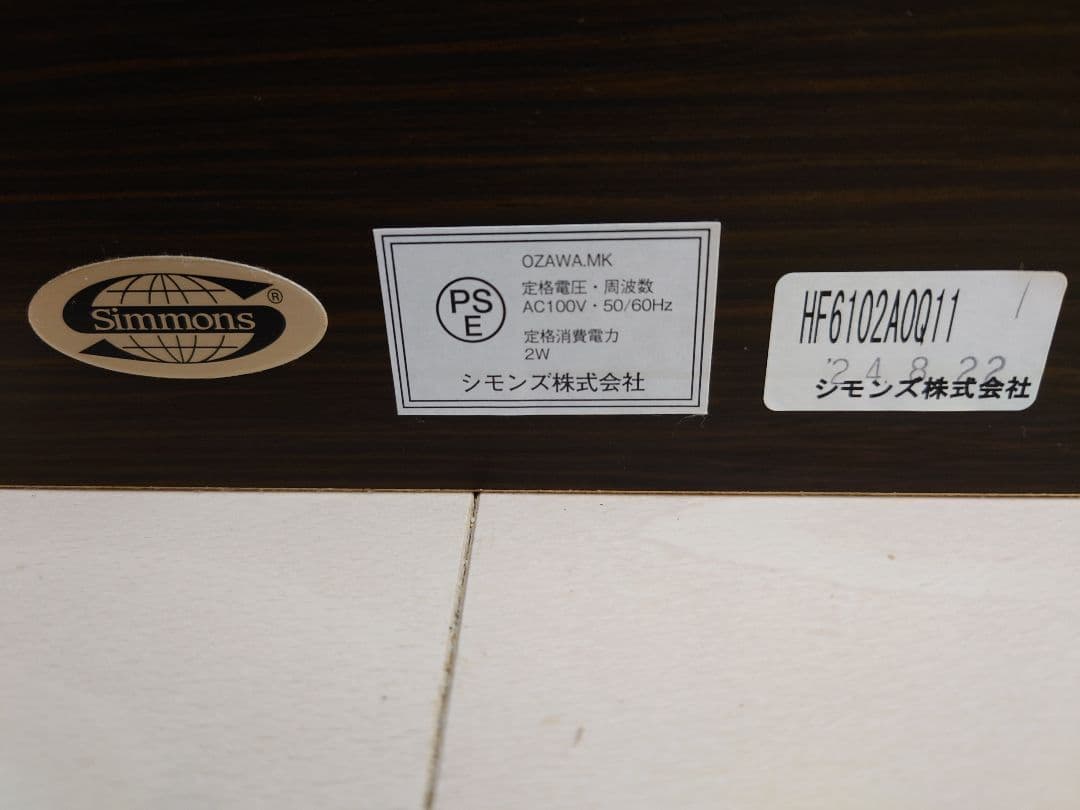 Simmons®
OZAWA.MK
PS
E
定格電圧・周波数
AC100V・50/60Hz
定格消費電力
2W
シモンズ株式会社
HF6102A0Q11
'24.8.22
シモンズ株式会社